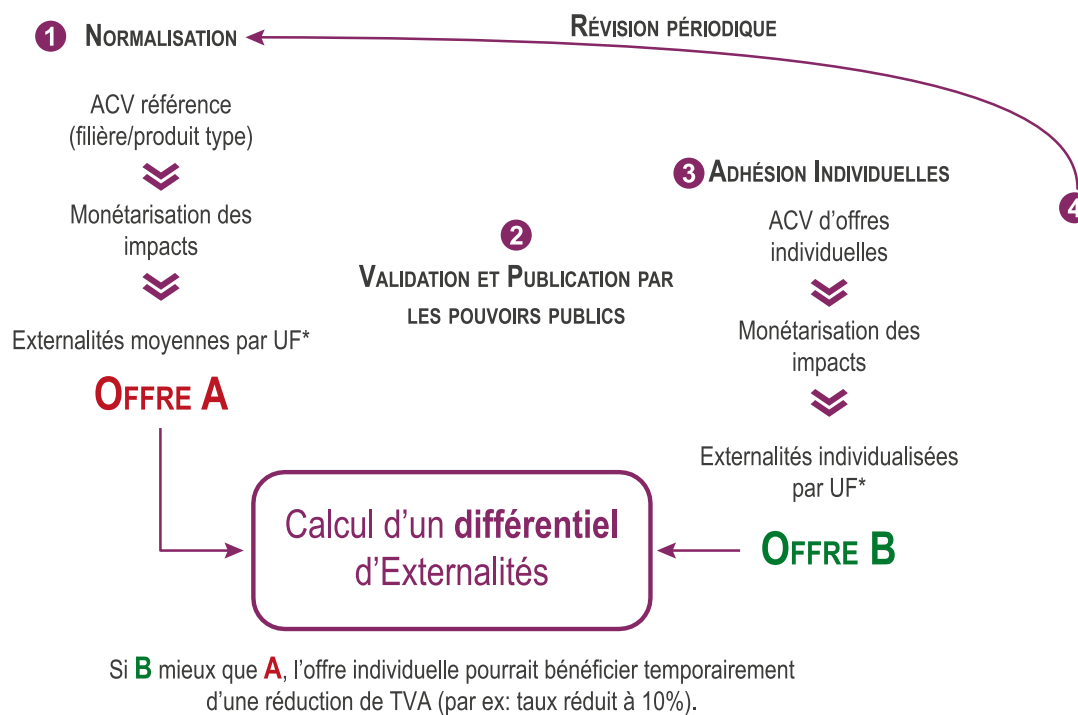 1 Normalisation
ACV référence
(filière/produit type)
Monétarisation des
impacts
Externalités moyennes par UF*
Offre A
2
Validation et Publication par
les pouvoirs publics
3 Adhésion Individuelles
ACV d’offres
individuelles
Monétarisation des
impacts
Externalités individualisées
par UF*
Offre B
4
Révision périodique
Calcul d’un différentiel
d’Externalités
Si B mieux que A, l’offre individuelle pourrait bénéficier temporairement
d’une réduction de TVA (par ex: taux réduit à 10%).